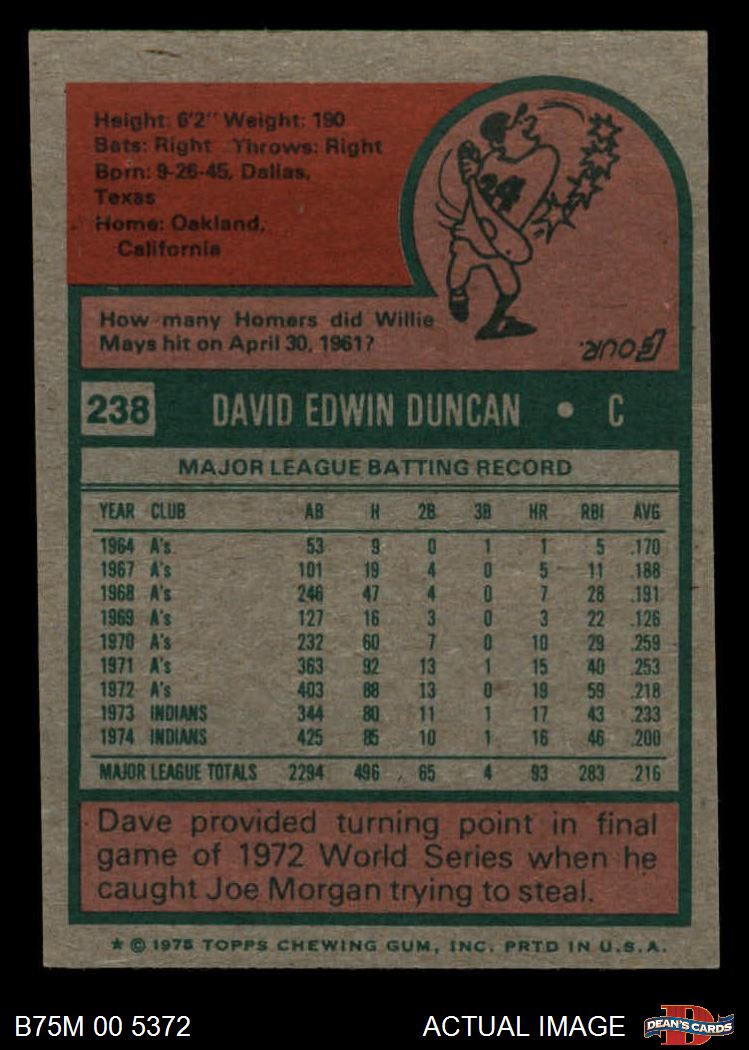 Height: 6'2" Weight: 190
Bats: Right Throws: Right
Born: 9-26-45, Dallas,
Texas
Home: Oakland,
California
24
How many Homers did Willie
Mays hit on April 30, 1961?
FOUR.
238 DAVID EDWIN DUNCAN • C
MAJOR LEAGUE BATTING RECORD
YEAR CLUB AB H 2B 3B HR RBI AVG
1964 A's 53 9 0 1 1 5 .170
1967 A's 101 19 4 0 5 11 .188
1968 A's 246 47 4 0 7 28 .191
1969 A's 127 16 3 0 3 22 .126
1970 A's 232 60 7 0 10 29 .259
1971 A's 363 92 13 1 15 40 .253
1972 A's 403 88 13 0 19 59 .218
1973 INDIANS 344 80 11 1 17 43 .233
1974 INDIANS 425 85 10 1 16 46 .200
MAJOR LEAGUE TOTALS 2294 496 65 4 93 283 .216
Dave provided turning point in final
game of 1972 World Series when he
caught Joe Morgan trying to steal.
* © 1975 TOPPS CHEWING GUM, INC. PRTD IN U.S.A.
B75M 00 5372 ACTUAL IMAGE D DEAN'S CARDS